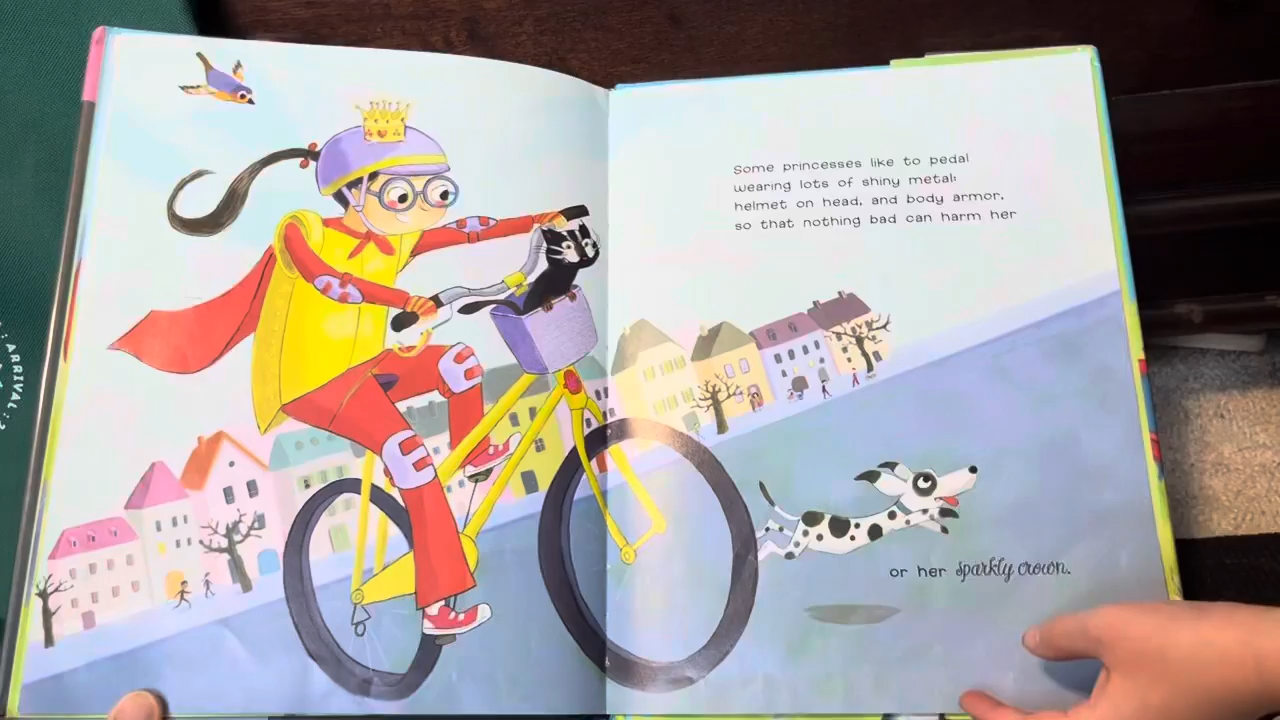 Some princesses like to pedal
wearing lots of shiny metal:
helmet on head, and body armor,
so that nothing bad can harm her
or her sparkly crown.
ARRIVAL: